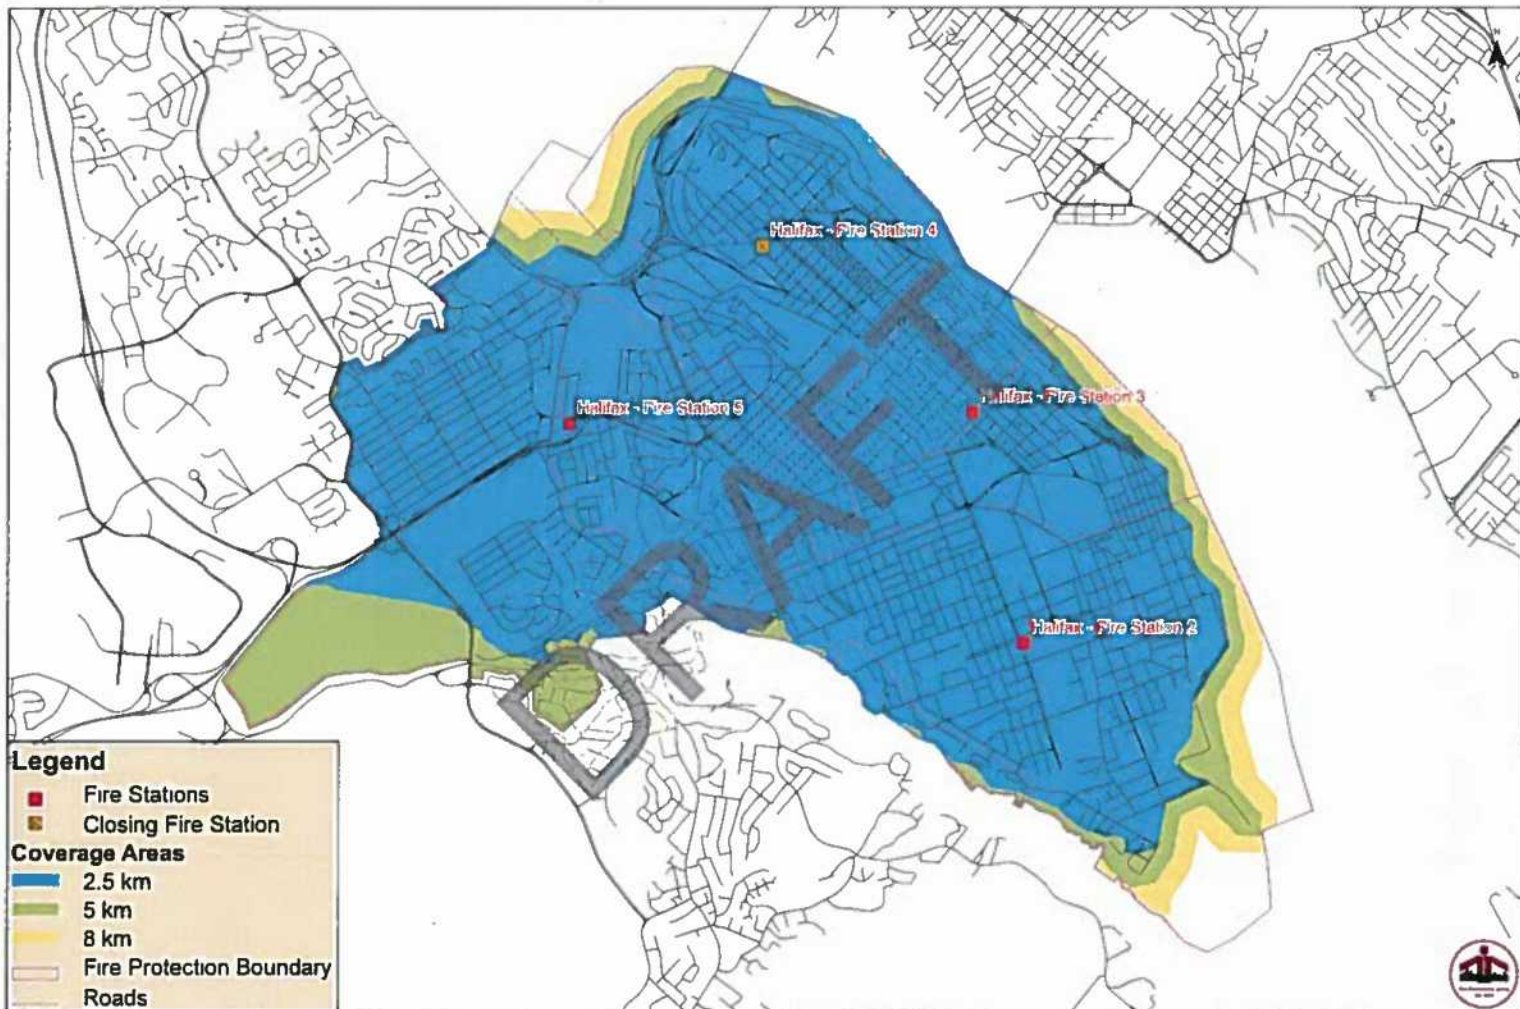 N
Halifax - Fire Station 4
Halifax - Fire Station 3
Halifax - Fire Station 5
Halifax - Fire Station 2
DRAFT
Legend
Fire Stations
Closing Fire Station
Coverage Areas
2.5 km
5 km
8 km
Fire Protection Boundary
Roads